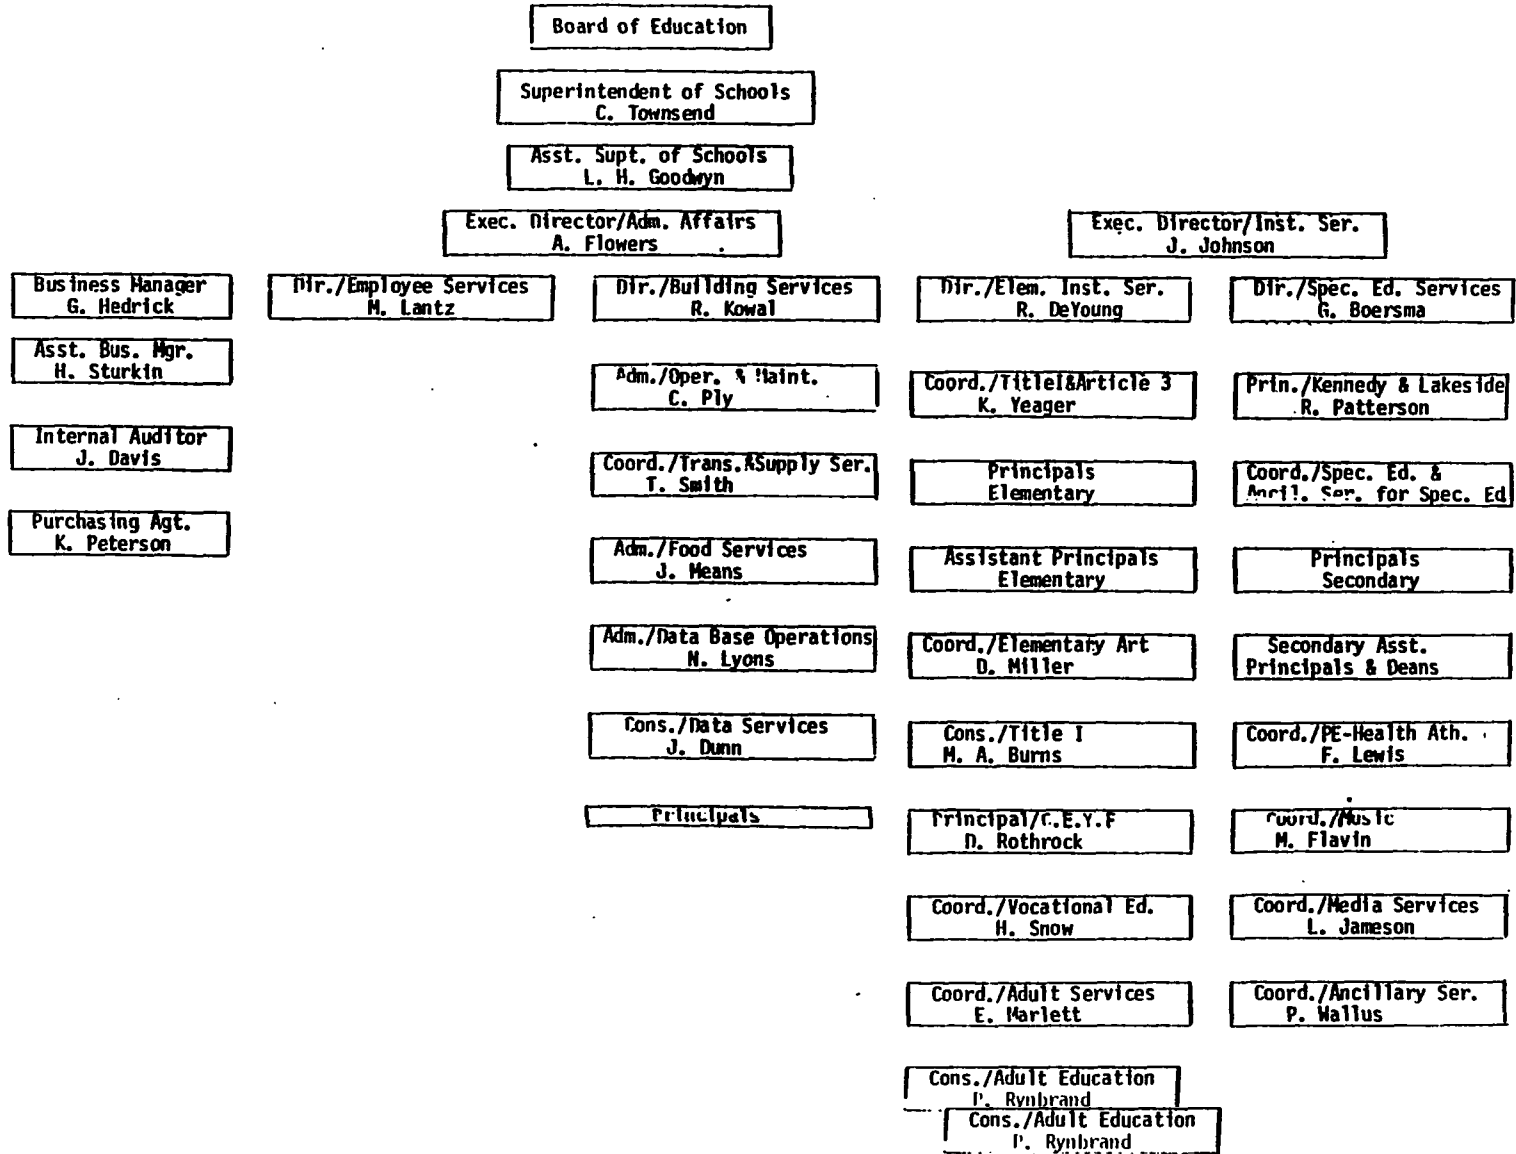 Board of Education
Superintendent of Schools
C. Townsend
Asst. Supt. of Schools
L. H. Goodwyn
Exec. Director/Adm. Affairs
A. Flowers
Exec. Director/Inst. Ser.
J. Johnson
Business Manager
G. Hedrick
Asst. Bus. Mgr.
H. Sturkin
Internal Auditor
J. Davis
Purchasing Agt.
K. Peterson
Dir./Employee Services
M. Lantz
Dir./Building Services
R. Kowal
Adm./Oper. & Maint.
C. Ply
Coord./Trans.&Supply Ser.
T. Smith
Adm./Food Services
J. Means
Adm./Data Base Operations
N. Lyons
Cons./Data Services
J. Dunn
Principals
Dir./Elem. Inst. Ser.
R. DeYoung
Coord./TitleI&Article 3
K. Yeager
Principals
Elementary
Assistant Principals
Elementary
Coord./Elementary Art
D. Miller
Cons./Title I
M. A. Burns
Principal/C.E.Y.F
D. Rothrock
Coord./Vocational Ed.
H. Snow
Coord./Adult Services
E. Marlett
Cons./Adult Education
P. Rynbrand
Cons./Adult Education
P. Rynbrand
Dir./Spec. Ed. Services
G. Boersma
Prin./Kennedy & Lakeside
R. Patterson
Coord./Spec. Ed. &
Ancil. Ser. for Spec. Ed
Principals
Secondary
Secondary Asst.
Principals & Deans
Coord./PE-Health Ath.
F. Lewis
Coord./Music
M. Flavin
Coord./Media Services
L. Jameson
Coord./Ancillary Ser.
P. Wallus